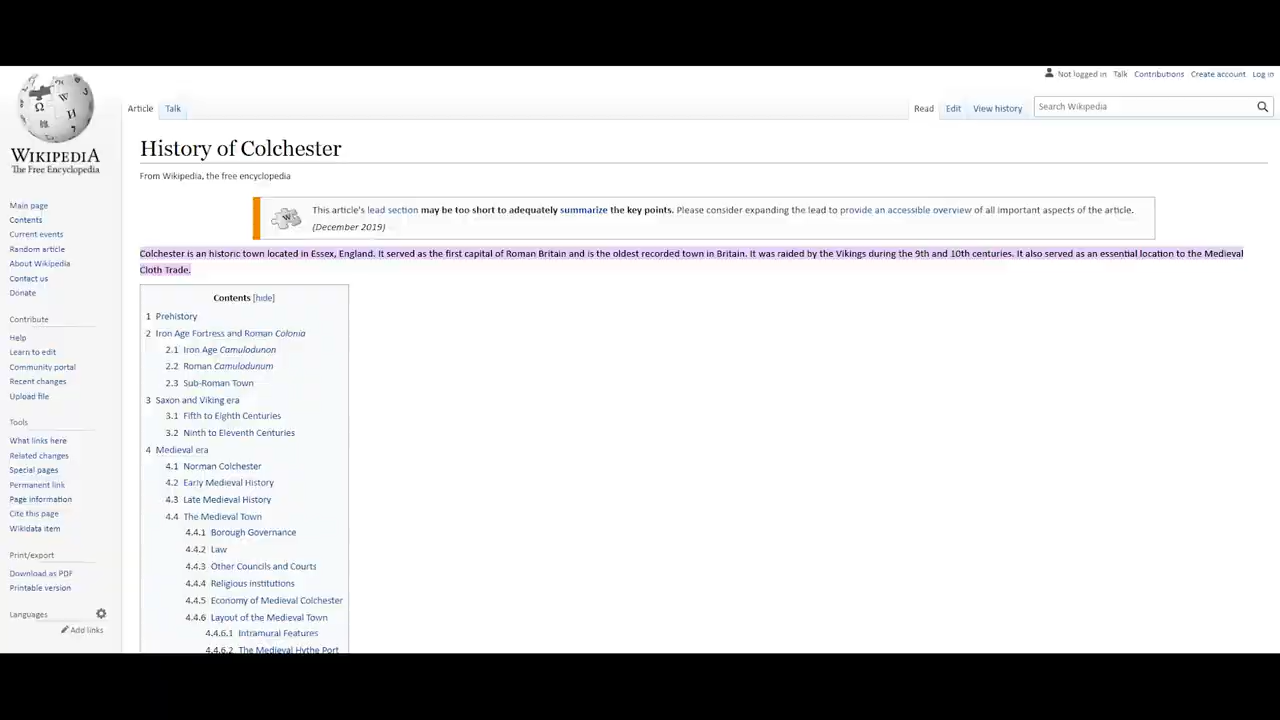 Not logged in Talk Contributions Create account Log in
Article Talk
Read Edit View history
Search Wikipedia
WIKIPEDIA
The Free Encyclopedia
Main page
Contents
Current events
Random article
About Wikipedia
Contact us
Donate
Contribute
Help
Learn to edit
Community portal
Recent changes
Upload file
Tools
What links here
Related changes
Special pages
Permanent link
Page information
Cite this page
Wikidata item
Print/export
Download as PDF
Printable version
Languages
Add links
History of Colchester
From Wikipedia, the free encyclopedia
This article's lead section may be too short to adequately summarize the key points. Please consider expanding the lead to provide an accessible overview of all important aspects of the article.
(December 2019)
Colchester is an historic town located in Essex, England. It served as the first capital of Roman Britain and is the oldest recorded town in Britain. It was raided by the Vikings during the 9th and 10th centuries. It also served as an essential location to the Medieval
Cloth Trade.
Contents [hide]
1 Prehistory
2 Iron Age Fortress and Roman Colonia
2.1 Iron Age Camulodunon
2.2 Roman Camulodunum
2.3 Sub-Roman Town
3 Saxon and Viking era
3.1 Fifth to Eighth Centuries
3.2 Ninth to Eleventh Centuries
4 Medieval era
4.1 Norman Colchester
4.2 Early Medieval History
4.3 Late Medieval History
4.4 The Medieval Town
4.4.1 Borough Governance
4.4.2 Law
4.4.3 Other Councils and Courts
4.4.4 Religious institutions
4.4.5 Economy of Medieval Colchester
4.4.6 Layout of the Medieval Town
4.4.6.1 Intramural Features
4.4.6.2 The Medieval Hythe Port